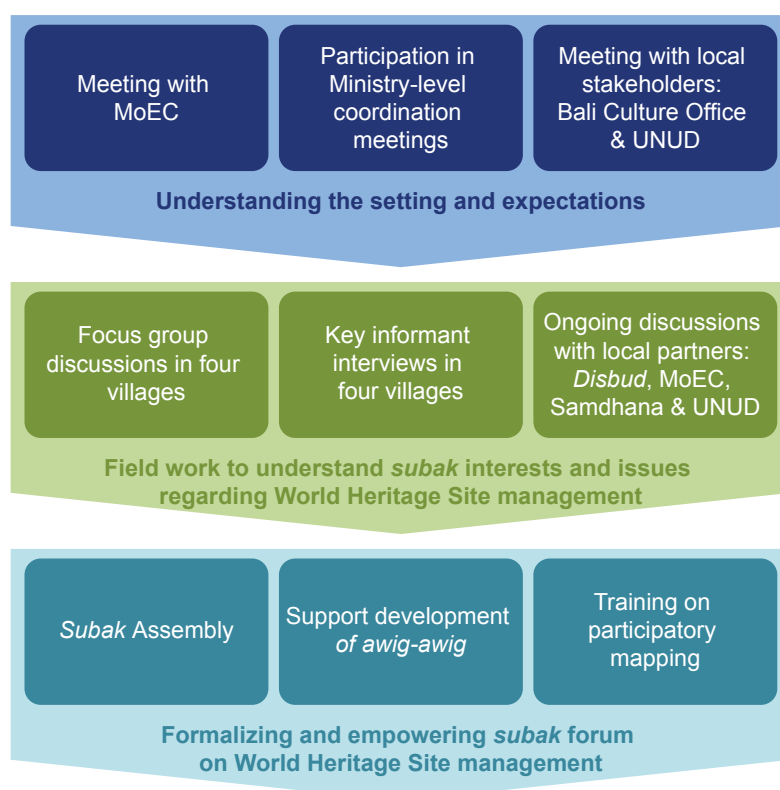 Meeting with
MoEC
Participation in
Ministry-level
coordination
meetings
Meeting with local
stakeholders:
Bali Culture Office
& UNUD
Understanding the setting and expectations
Focus group
discussions in four
villages
Key informant
interviews in
four villages
Ongoing discussions
with local partners:
Disbud, MoEC,
Samdhana & UNUD
Field work to understand subak interests and issues
regarding World Heritage Site management
Subak Assembly
Support development
of awig-awig
Training on
participatory
mapping
Formalizing and empowering subak forum
on World Heritage Site management